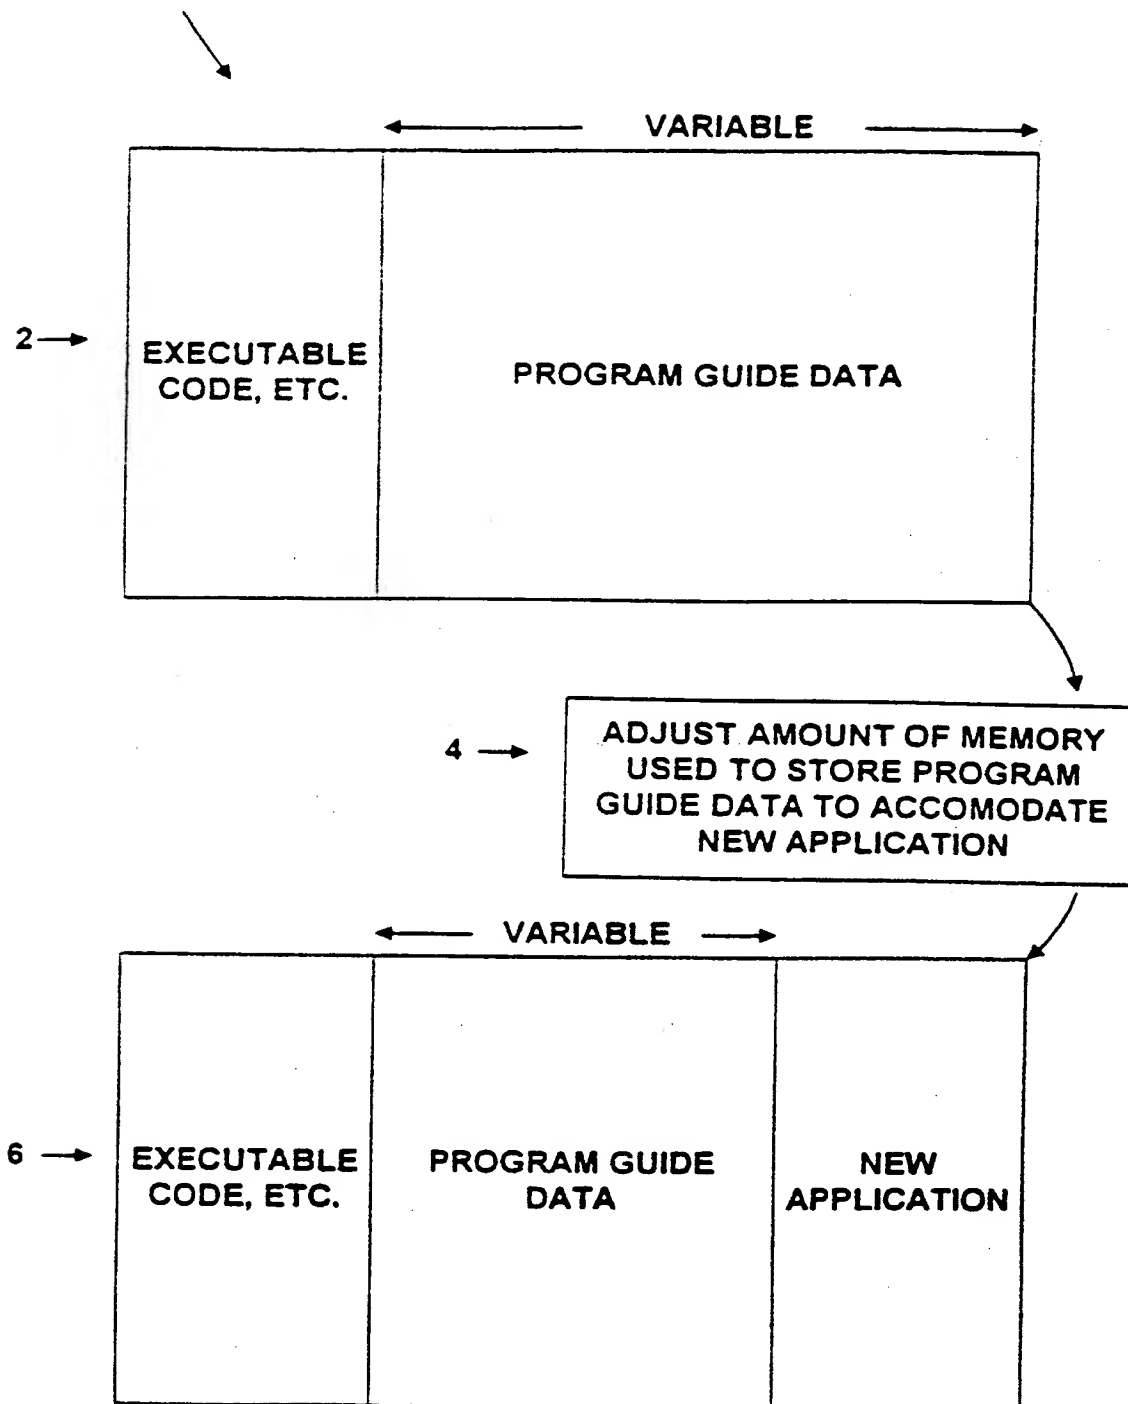 VARIABLE
2
EXECUTABLE
CODE, ETC.
PROGRAM GUIDE DATA
4
ADJUST AMOUNT OF MEMORY
USED TO STORE PROGRAM
GUIDE DATA TO ACCOMODATE
NEW APPLICATION
VARIABLE
6
EXECUTABLE
CODE, ETC.
PROGRAM GUIDE
DATA
NEW
APPLICATION